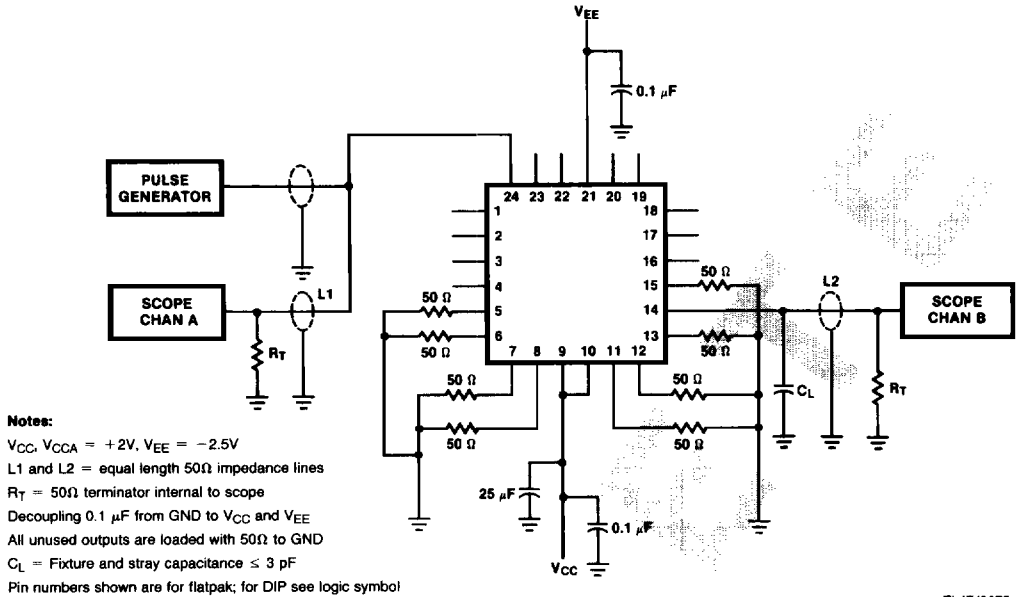 VEE
0.1 μF
PULSE
GENERATOR
24 23 22 21 20 19
1
2
3
4
5
6
18
17
16
15
14
13
7 8 9 10 11 12
SCOPE
CHAN A
L1
RT
50 Ω
50 Ω
50 Ω
50 Ω
50 Ω
50 Ω
50 Ω
50 Ω
L2
SCOPE
CHAN B
CL
RT
25 μF
0.1 μF
VCC
Notes:
VCC, VCCA = +2V, VEE = −2.5V
L1 and L2 = equal length 50Ω impedance lines
RT = 50Ω terminator internal to scope
Decoupling 0.1 μF from GND to VCC and VEE
All unused outputs are loaded with 50Ω to GND
CL = Fixture and stray capacitance ≤ 3 pF
Pin numbers shown are for flatpak; for DIP see logic symbol